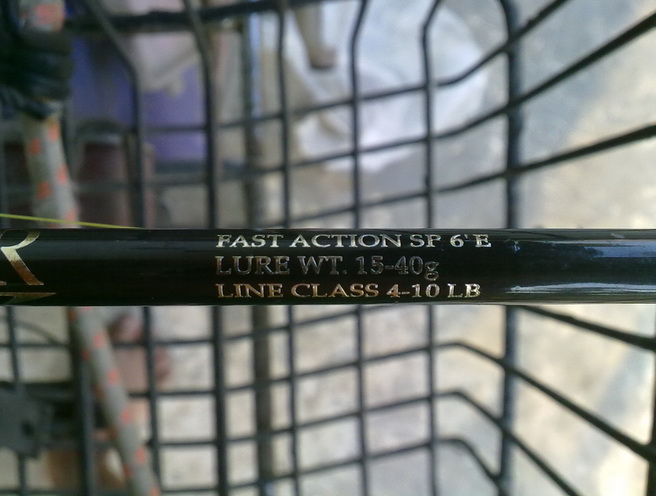 R
FAST ACTION SP 6' E
LURE WT. 15-40g
LINE CLASS 4-10 LB